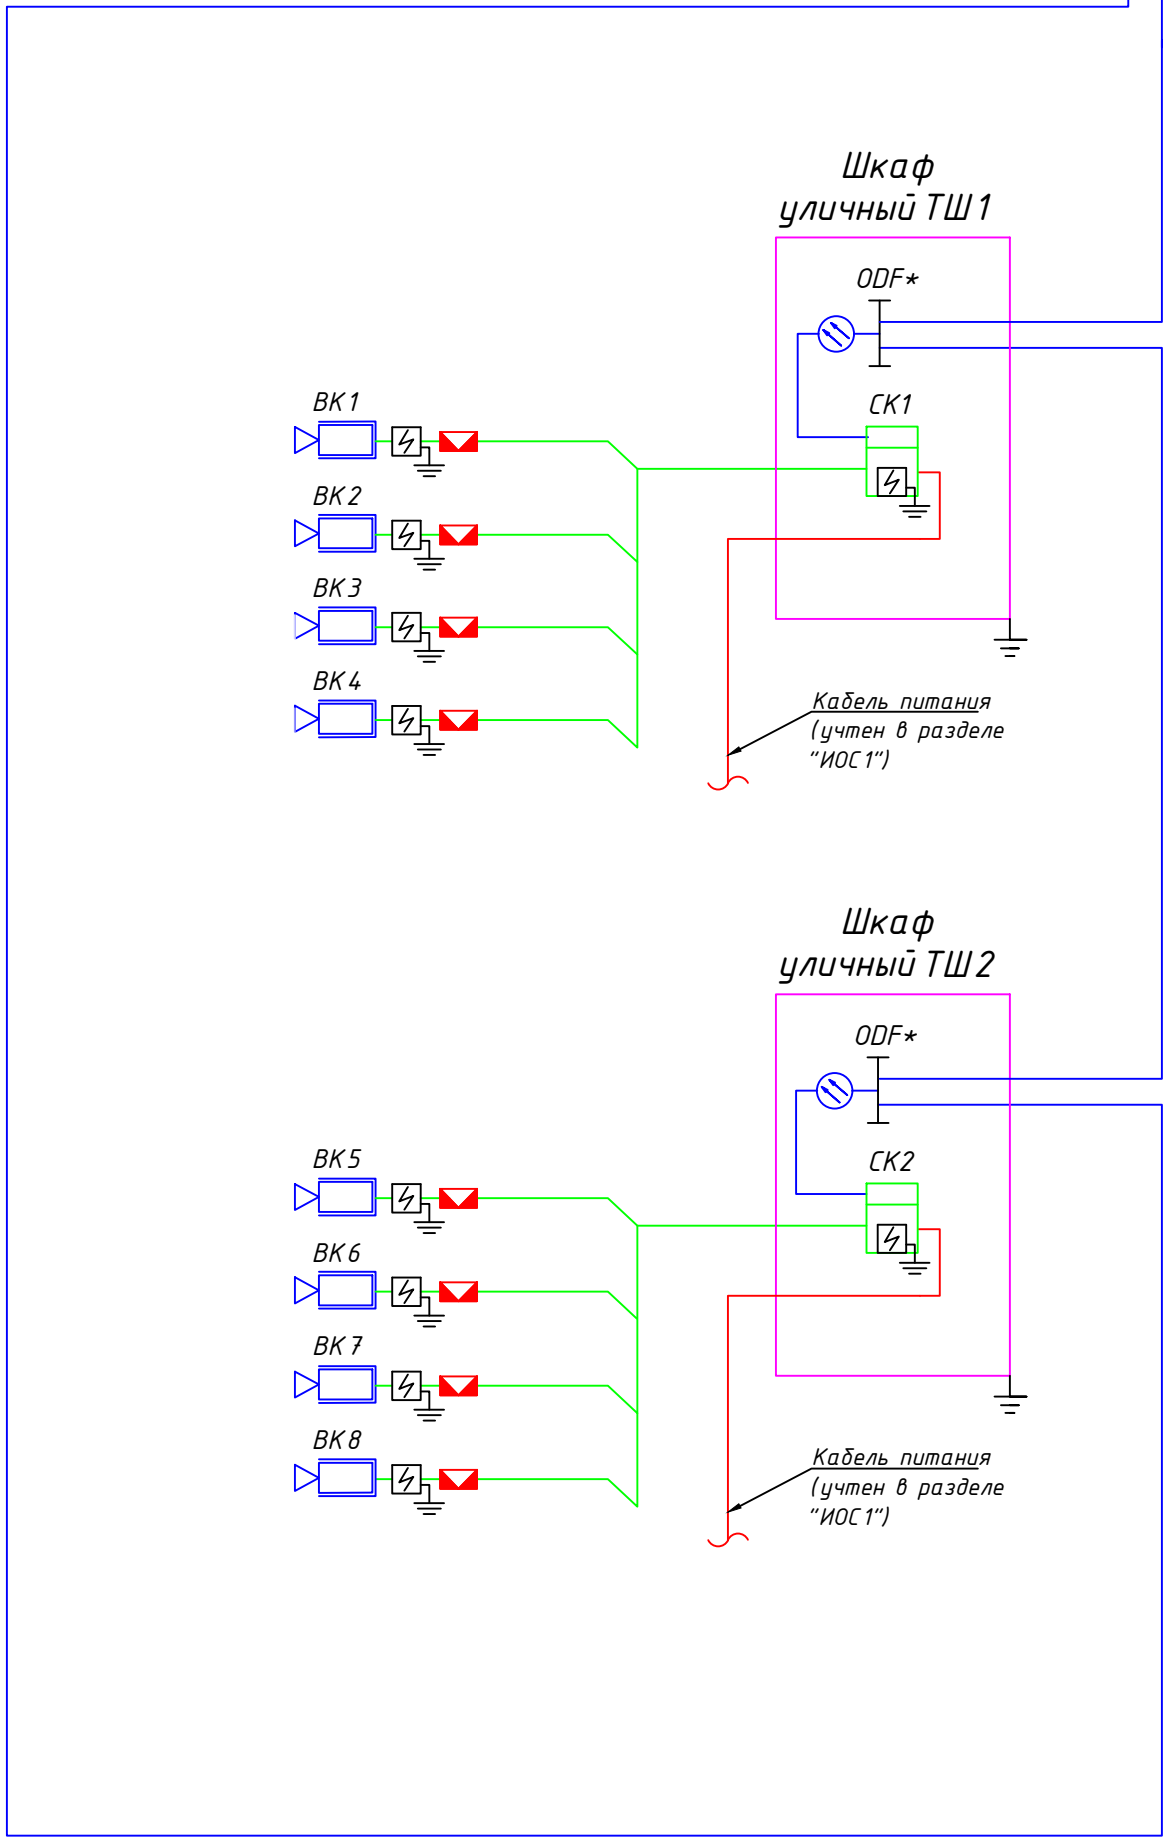 Шкаф
уличный ТШ1
ODF*
СК1
ВК1
ВК2
ВК3
ВК4
Кабель питания
(учтен в разделе
"ИОС1")
Шкаф
уличный ТШ2
ODF*
СК2
ВК5
ВК6
ВК7
ВК8
Кабель питания
(учтен в разделе
"ИОС1")